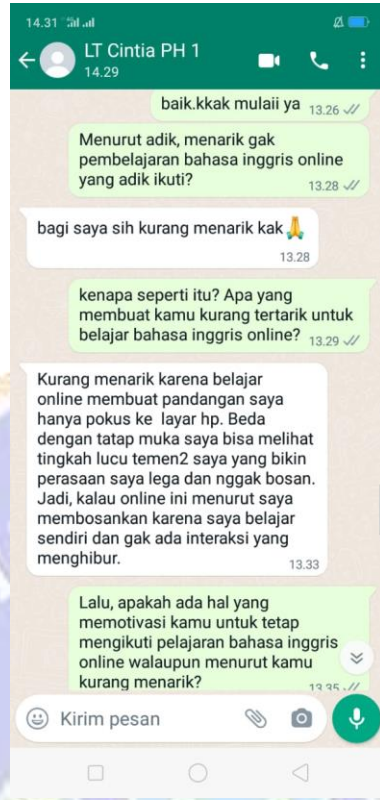 14.31
LT Cintia PH 1
14.29
baik.kkak mulaii ya 13.26
Menurut adik, menarik gak
pembelajaran bahasa inggris online
yang adik ikuti?
13.28
bagi saya sih kurang menarik kak🙏
13.28
kenapa seperti itu? Apa yang
membuat kamu kurang tertarik untuk
belajar bahasa inggris online? 13.29
Kurang menarik karena belajar
online membuat pandangan saya
hanya pokus ke layar hp. Beda
dengan tatap muka saya bisa melihat
tingkah lucu temen2 saya yang bikin
perasaan saya lega dan nggak bosan.
Jadi, kalau online ini menurut saya
membosankan karena saya belajar
sendiri dan gak ada interaksi yang
menghibur.
13.33
Lalu, apakah ada hal yang
memotivasi kamu untuk tetap
mengikuti pelajaran bahasa inggris
online walaupun menurut kamu
kurang menarik?
13.35
Kirim pesan